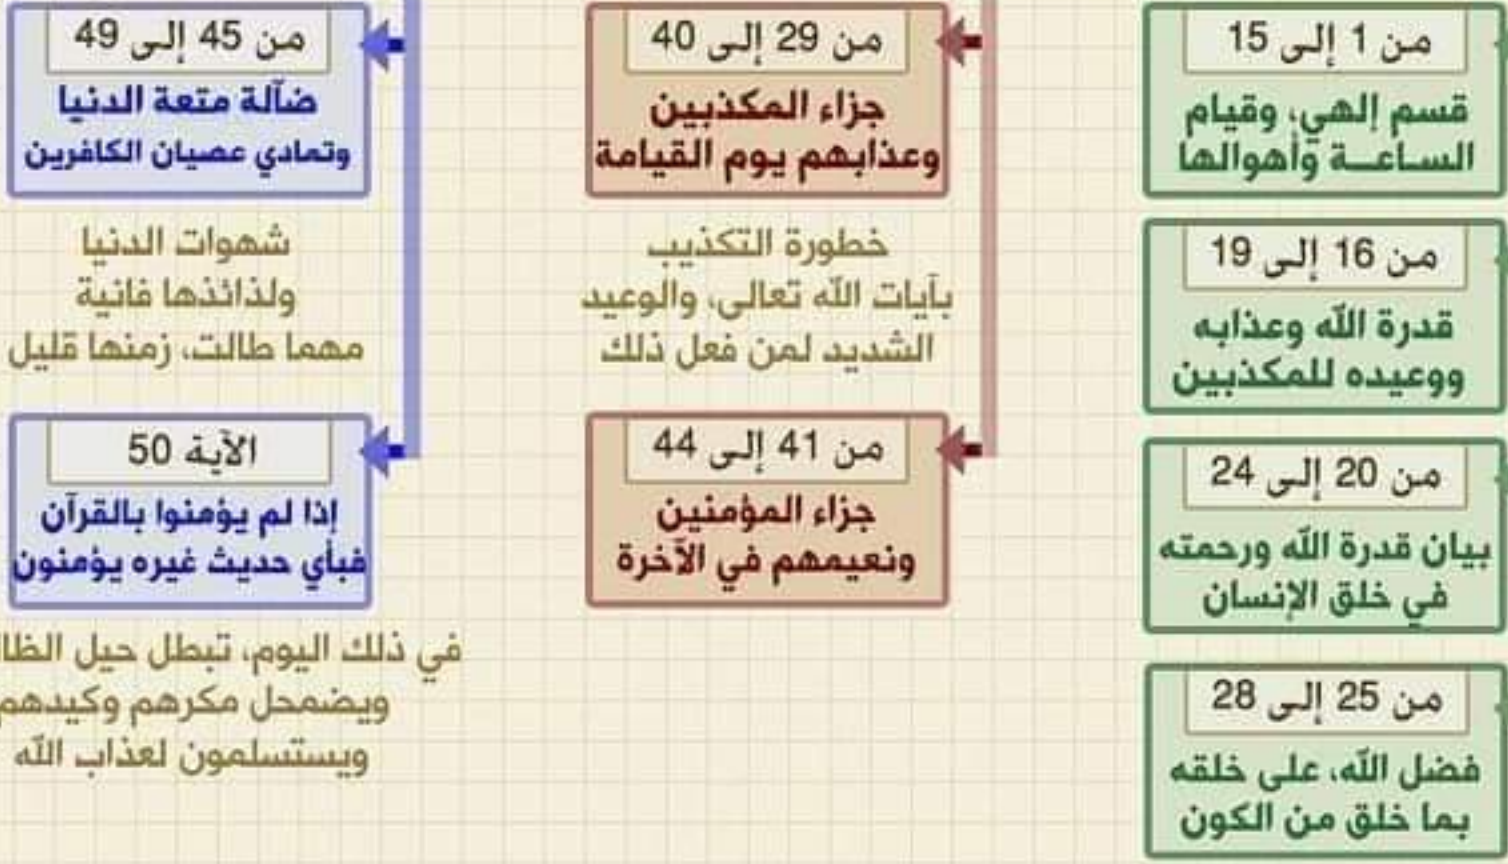 من 1 إلى 15
قسم إلهي، وقيام
الساعة وأهوالها
من 16 إلى 19
قدرة الله وعذابه
ووعيده للمكذبين
من 20 إلى 24
بيان قدرة الله ورحمته
في خلق الإنسان
من 25 إلى 28
فضل الله، على خلقه
بما خلق من الكون
من 29 إلى 40
جزاء المكذبين
وعذابهم يوم القيامة
خطورة التكذيب
بآيات الله تعالى، والوعيد
الشديد لمن فعل ذلك
من 41 إلى 44
جزاء المؤمنين
ونعيمهم في الآخرة
من 45 إلى 49
ضآلة متعة الدنيا
وتمادي عصيان الكافرين
شهوات الدنيا
ولذائذها فانية
مهما طالت، زمنها قليل
الآية 50
إذا لم يؤمنوا بالقرآن
فبأي حديث غيره يؤمنون
في ذلك اليوم، تبطل حيل
ويضمحل مكرهم وكيدهم
ويستسلمون لعذاب الله